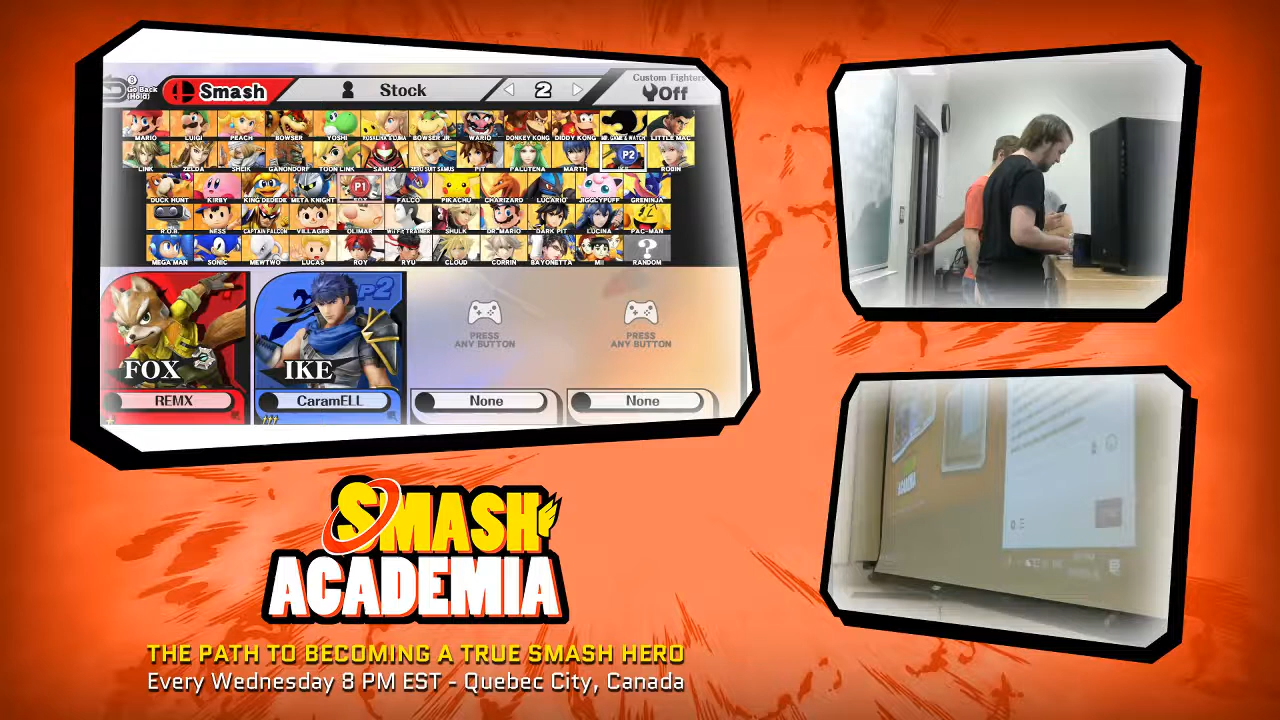 Go Back
(Hold)
Smash
Stock
2
Custom Fighters
Off
MARIO LUIGI PEACH BOWSER YOSHI ROSALINA & LUMA BOWSER JR. WARIO DONKEY KONG DIDDY KONG MR. GAME & WATCH LITTLE MAC
LINK ZELDA SHEIK GANONDORF TOON LINK SAMUS ZERO SUIT SAMUS PIT PALUTENA MARTH P2 ROBIN
DUCK HUNT KIRBY KING DEDEDE META KNIGHT P1 FOX FALCO PIKACHU CHARIZARD LUCARIO JIGGLYPUFF GRENINJA
R.O.B. NESS CAPTAIN FALCON VILLAGER OLIMAR Wii Fit TRAINER SHULK DR. MARIO DARK PIT LUCINA PAC-MAN
MEGA MAN SONIC MEWTWO LUCAS ROY RYU CLOUD CORRIN BAYONETTA MII ? RANDOM
P2
PRESS
ANY BUTTON
PRESS
ANY BUTTON
FOX
IKE
REMX
CaramELL
None
None
SMASH
ACADEMIA
THE PATH TO BECOMING A TRUE SMASH HERO
Every Wednesday 8 PM EST - Quebec City, Canada
ACADEMIA